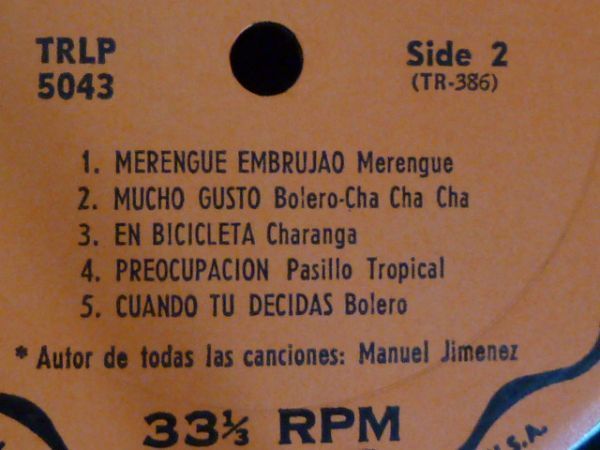 TRLP
5043
Side 2
(TR-386)
1. MERENGUE EMBRUJAO Merengue
2. MUCHO GUSTO Bolero-Cha Cha Cha
3. EN BICICLETA Charanga
4. PREOCUPACION Pasillo Tropical
5. CUANDO TU DECIDAS Bolero
* Autor de todas las canciones: Manuel Jimenez
33⅓ RPM
U.S.A.